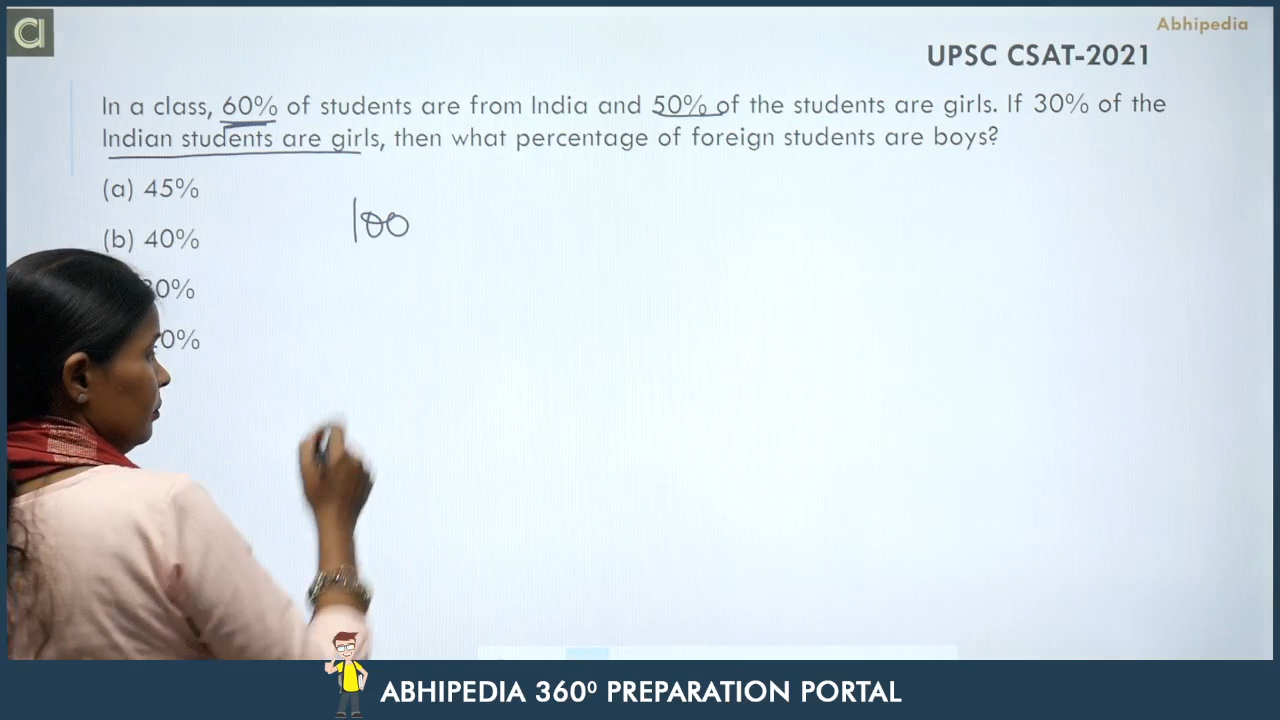 Abhipedia
UPSC CSAT-2021
In a class, 60% of students are from India and 50% of the students are girls. If 30% of the
Indian students are girls, then what percentage of foreign students are boys?
(a) 45%
(b) 40%
0%
0%
100
ABHIPEDIA 360⁰ PREPARATION PORTAL